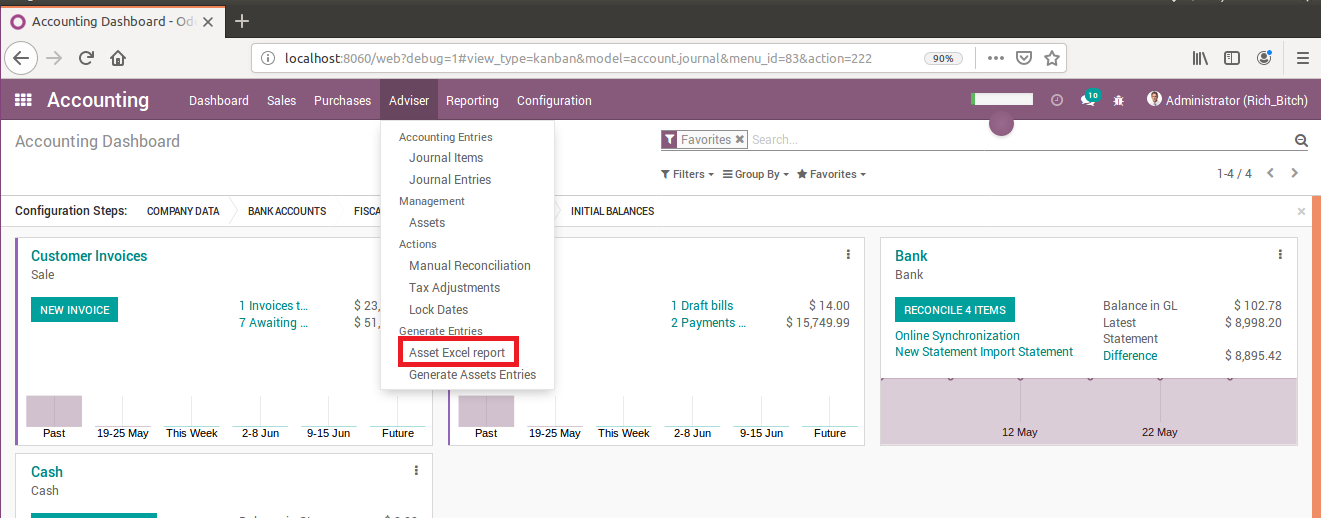 Accounting Dashboard - Od
localhost:8060/web?debug=1#view_type=kanban&model=account.journal&menu_id=83&action=222 90%
Accounting Dashboard Sales Purchases Adviser Reporting Configuration 10 Administrator (Rich_Bitch)
Accounting Dashboard
Favorites Search...
Filters Group By Favorites 1-4 / 4
Accounting Entries
Journal Items
Journal Entries
Management
Assets
Actions
Manual Reconciliation
Tax Adjustments
Lock Dates
Generate Entries
Asset Excel report
Generate Assets Entries
Configuration Steps: COMPANY DATA BANK ACCOUNTS FISCA INITIAL BALANCES
Customer Invoices
Sale
NEW INVOICE
1 Invoices t... $ 23,
7 Awaiting ... $ 51,
Past 19-25 May This Week 2-8 Jun 9-15 Jun Future
1 Draft bills $ 14.00
2 Payments ... $ 15,749.99
Past 19-25 May This Week 2-8 Jun 9-15 Jun Future
Bank
Bank
RECONCILE 4 ITEMS
Online Synchronization
New Statement Import Statement
Balance in GL $ 102.78
Latest Statement $ 8,998.20
Difference $ 8,895.42
12 May 22 May
Cash
Cash